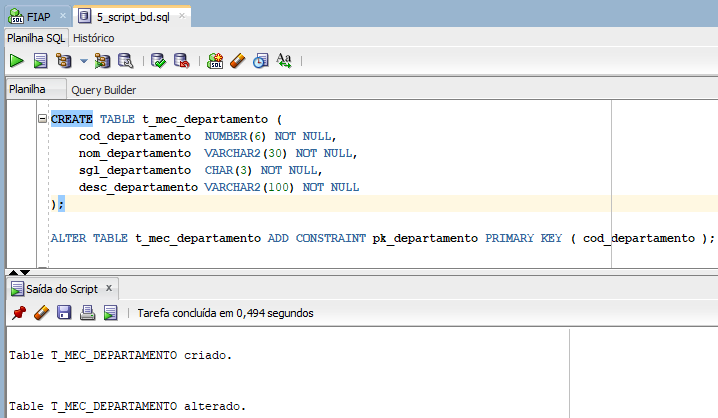 FIAP
5_script_bd.sql
Planilha SQL Histórico
Planilha Query Builder
CREATE TABLE t_mec_departamento (
cod_departamento NUMBER(6) NOT NULL,
nom_departamento VARCHAR2(30) NOT NULL,
sgl_departamento CHAR(3) NOT NULL,
desc_departamento VARCHAR2(100) NOT NULL
);
ALTER TABLE t_mec_departamento ADD CONSTRAINT pk_departamento PRIMARY KEY ( cod_departamento );
Saída do Script x
Tarefa concluída em 0,494 segundos
Table T_MEC_DEPARTAMENTO criado.
Table T_MEC_DEPARTAMENTO alterado.